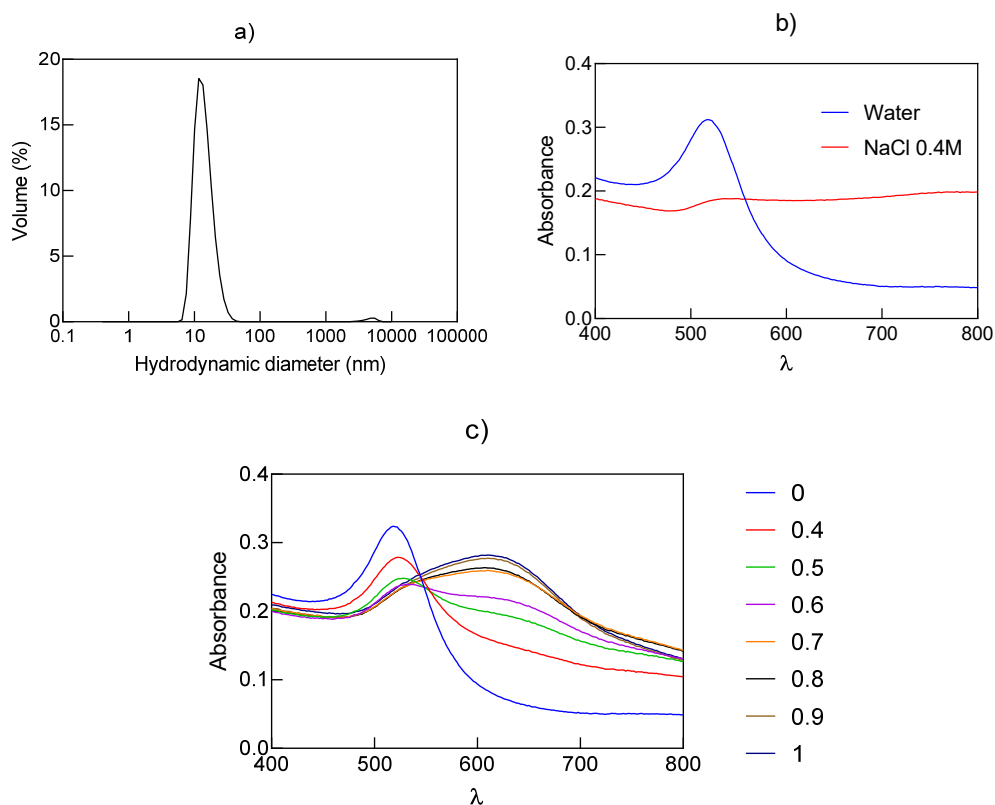 a)
20
15
10
5
0
Volume (%)
0.1 1 10 100 1000 10000 100000
Hydrodynamic diameter (nm)
b)
0.4
0.3
0.2
0.1
0.0
Absorbance
Water
NaCl 0.4M
400 500 600 700 800
λ
c)
0.4
0.3
0.2
0.1
0.0
Absorbance
400 500 600 700 800
λ
0
0.4
0.5
0.6
0.7
0.8
0.9
1